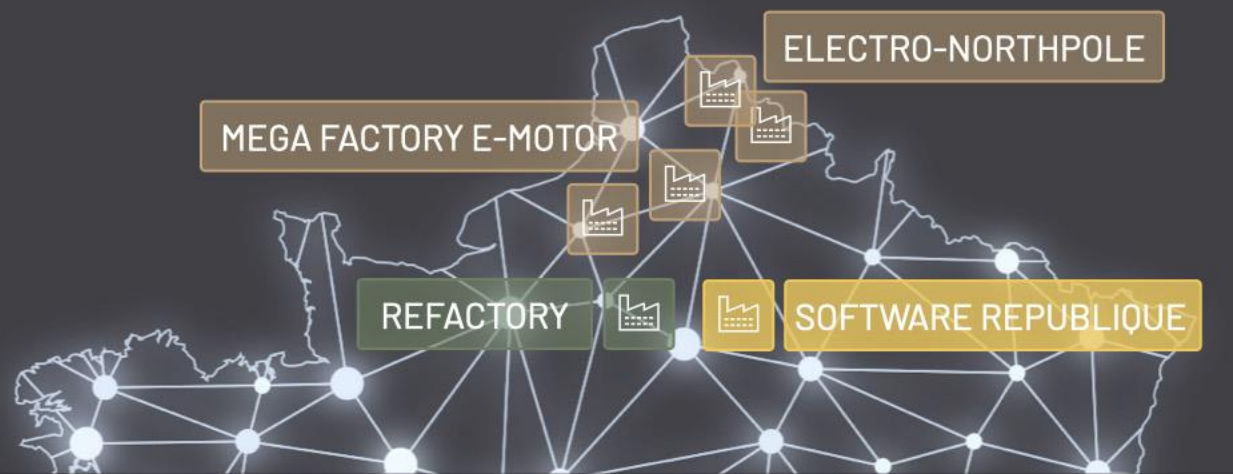 ELECTRO-NORTHPOLE
MEGA FACTORY E-MOTOR
REFACTORY
SOFTWARE REPUBLIQUE